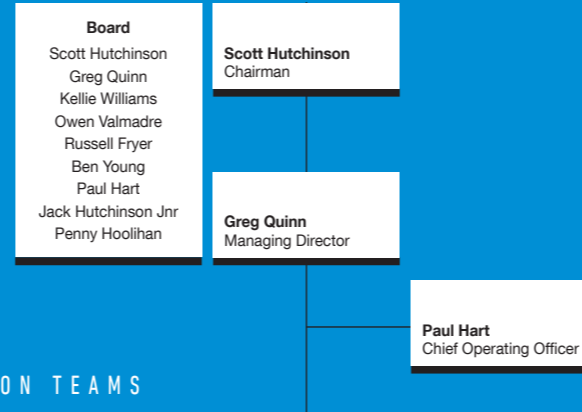 Board
Scott Hutchinson
Greg Quinn
Kellie Williams
Owen Valmadre
Russell Fryer
Ben Young
Paul Hart
Jack Hutchinson Jnr
Penny Hoolihan
Scott Hutchinson
Chairman
Greg Quinn
Managing Director
Paul Hart
Chief Operating Officer
ON TEAMS